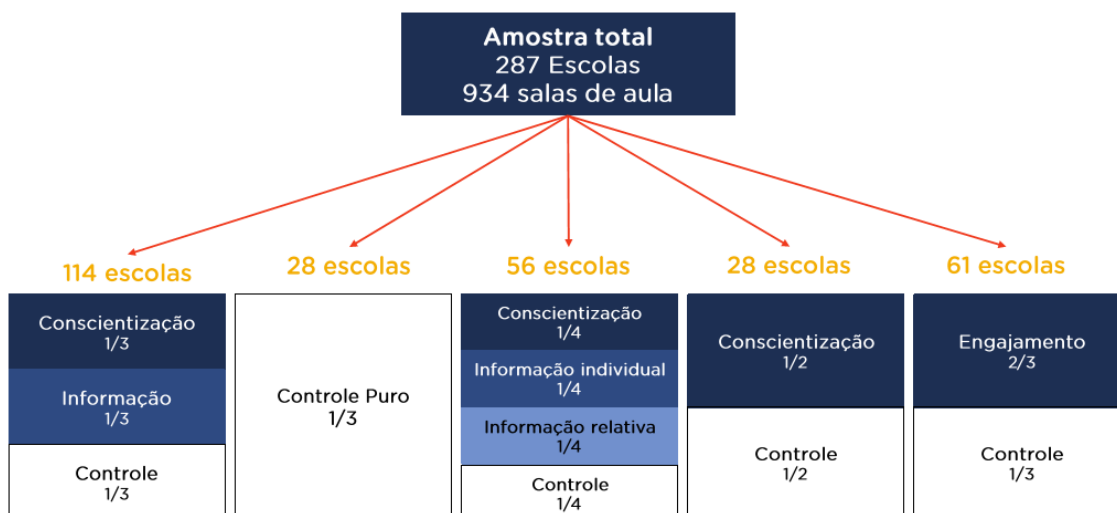 Amostra total
287 Escolas
934 salas de aula
114 escolas
28 escolas
56 escolas
28 escolas
61 escolas
Conscientização
1/3
Informação
1/3
Controle
1/3
Controle Puro
1/3
Conscientização
1/4
Informação individual
1/4
Informação relativa
1/4
Controle
1/4
Conscientização
1/2
Controle
1/2
Engajamento
2/3
Controle
1/3